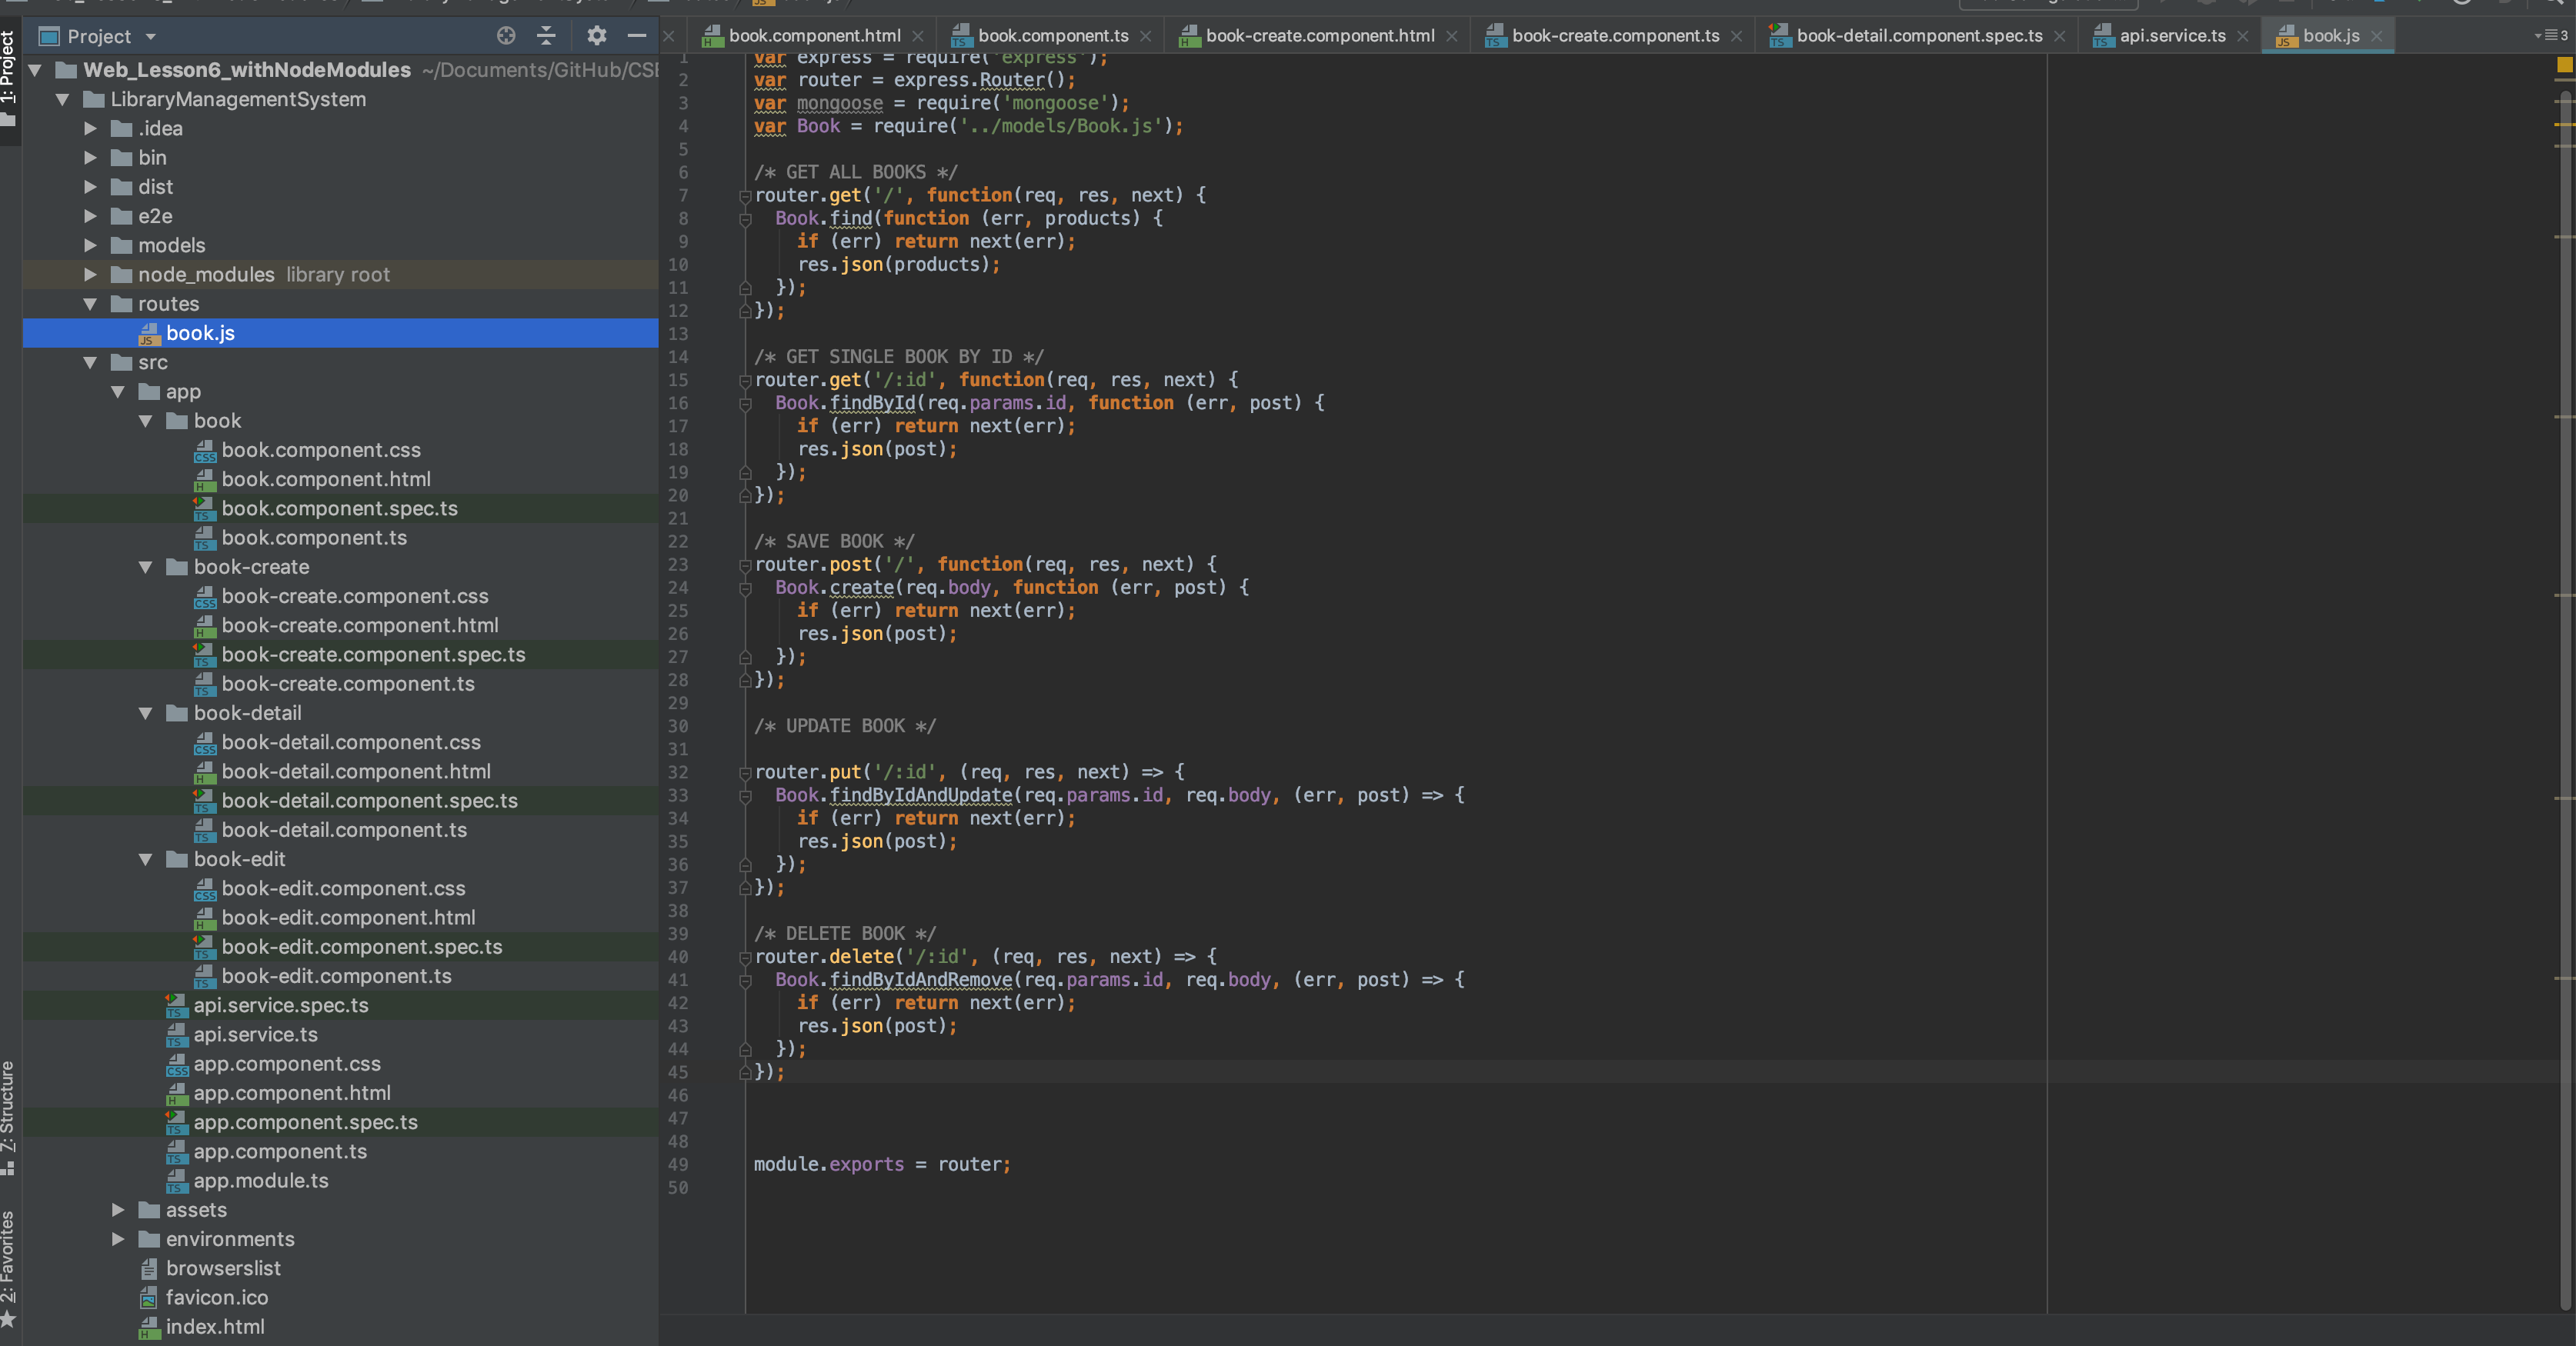 Project
book.component.html
book.component.ts
book-create.component.html
book-create.component.ts
book-detail.component.spec.ts
api.service.ts
book.js
3
1: Project
7: Structure
2: Favorites
Web_Lesson6_withNodeModules ~/Documents/GitHub/CSE
LibraryManagementSystem
.idea
bin
dist
e2e
models
node_modules library root
routes
book.js
src
app
book
book.component.css
book.component.html
book.component.spec.ts
book.component.ts
book-create
book-create.component.css
book-create.component.html
book-create.component.spec.ts
book-create.component.ts
book-detail
book-detail.component.css
book-detail.component.html
book-detail.component.spec.ts
book-detail.component.ts
book-edit
book-edit.component.css
book-edit.component.html
book-edit.component.spec.ts
book-edit.component.ts
api.service.spec.ts
api.service.ts
app.component.css
app.component.html
app.component.spec.ts
app.component.ts
app.module.ts
assets
environments
browserslist
favicon.ico
index.html
1 var express = require('express');
2 var router = express.Router();
3 var mongoose = require('mongoose');
4 var Book = require('../models/Book.js');
5
6 /* GET ALL BOOKS */
7 router.get('/', function(req, res, next) {
8 Book.find(function (err, products) {
9 if (err) return next(err);
10 res.json(products);
11 });
12 });
13
14 /* GET SINGLE BOOK BY ID */
15 router.get('/:id', function(req, res, next) {
16 Book.findById(req.params.id, function (err, post) {
17 if (err) return next(err);
18 res.json(post);
19 });
20 });
21
22 /* SAVE BOOK */
23 router.post('/', function(req, res, next) {
24 Book.create(req.body, function (err, post) {
25 if (err) return next(err);
26 res.json(post);
27 });
28 });
29
30 /* UPDATE BOOK */
31
32 router.put('/:id', (req, res, next) => {
33 Book.findByIdAndUpdate(req.params.id, req.body, (err, post) => {
34 if (err) return next(err);
35 res.json(post);
36 });
37 });
38
39 /* DELETE BOOK */
40 router.delete('/:id', (req, res, next) => {
41 Book.findByIdAndRemove(req.params.id, req.body, (err, post) => {
42 if (err) return next(err);
43 res.json(post);
44 });
45 });
46
47
48
49 module.exports = router;
50